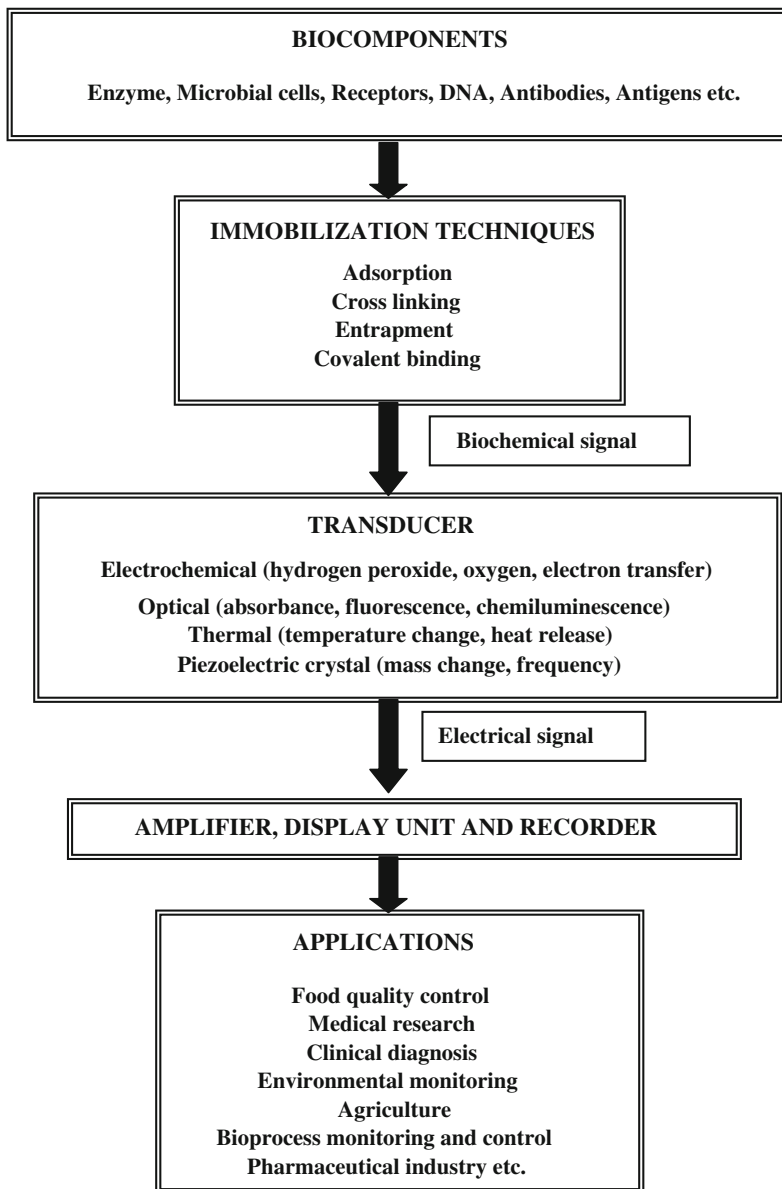 BIOCOMPONENTS
Enzyme, Microbial cells, Receptors, DNA, Antibodies, Antigens etc.
IMMOBILIZATION TECHNIQUES
Adsorption
Cross linking
Entrapment
Covalent binding
Biochemical signal
TRANSDUCER
Electrochemical (hydrogen peroxide, oxygen, electron transfer)
Optical (absorbance, fluorescence, chemiluminescence)
Thermal (temperature change, heat release)
Piezoelectric crystal (mass change, frequency)
Electrical signal
AMPLIFIER, DISPLAY UNIT AND RECORDER
APPLICATIONS
Food quality control
Medical research
Clinical diagnosis
Environmental monitoring
Agriculture
Bioprocess monitoring and control
Pharmaceutical industry etc.